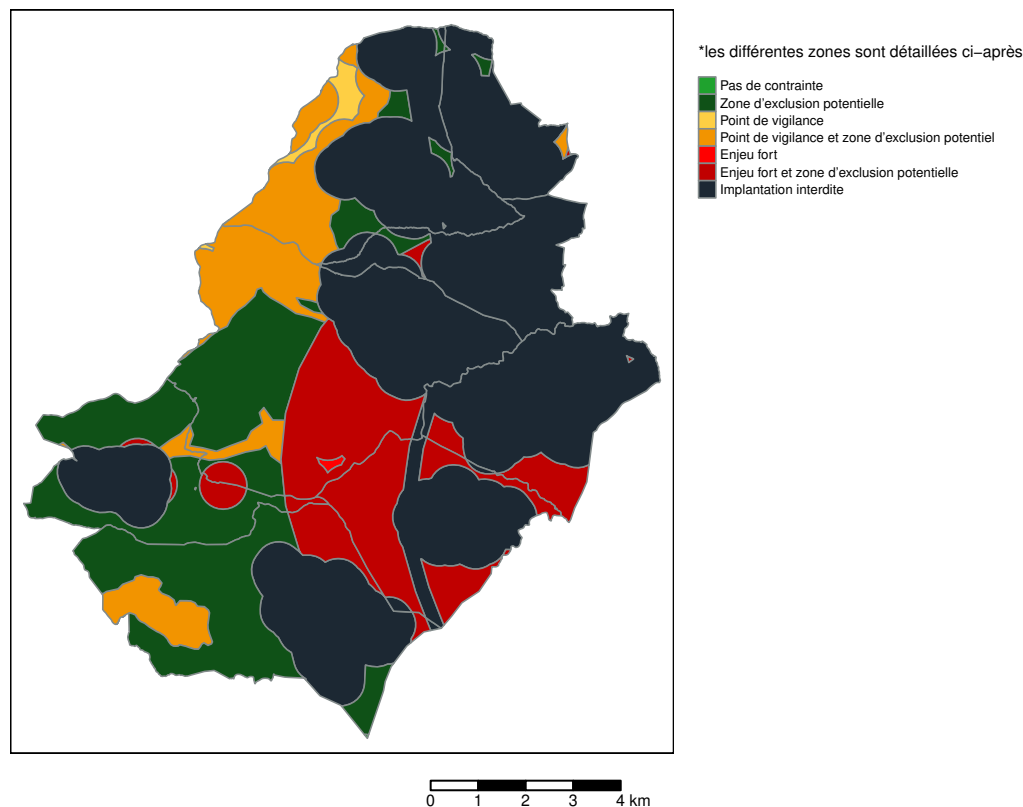 *les différentes zones sont détaillées ci–après
Pas de contrainte
Zone d'exclusion potentielle
Point de vigilance
Point de vigilance et zone d'exclusion potentiel
Enjeu fort
Enjeu fort et zone d'exclusion potentielle
Implantation interdite
0 1 2 3 4 km